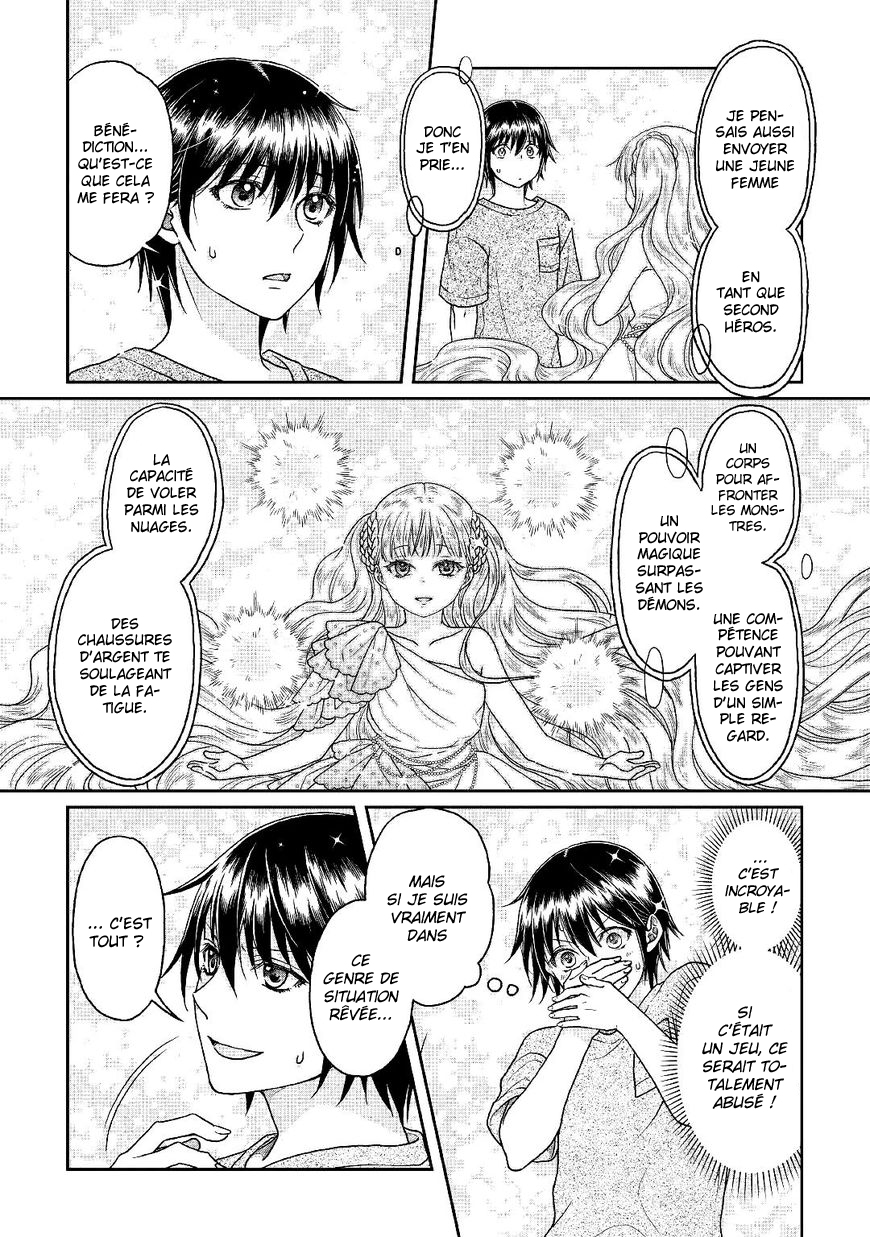 JE PEN-
SAIS AUSSI
ENVOYER
UNE JEUNE
FEMME
EN
TANT QUE
SECOND
HÉROS.
DONC
JE T'EN
PRIE...
BÉNÉ-
DICTION...
QU'EST-CE
QUE CELA
ME FERA ?
UN
CORPS
POUR AF-
FRONTER
LES MONS-
TRES.
UN
POUVOIR
MAGIQUE
SURPAS-
SANT LES
DÉMONS.
UNE COM-
PÉTENCE
POUVANT
CAPTIVER
LES GENS
D'UN SIM-
PLE RE-
GARD.
LA
CAPACITÉ
DE VOLER
PARMI LES
NUAGES.
DES
CHAUSSURES
D'ARGENT TE
SOULAGEANT
DE LA FA-
TIGUE.
...
C'EST
INCROYA-
BLE !
SI
C'ÉTAIT
UN JEU, CE
SERAIT TO-
TALEMENT
ABUSÉ !
MAIS
SI JE SUIS
VRAIMENT
DANS
CE
GENRE DE
SITUATION
RÊVÉE...
... C'EST
TOUT ?